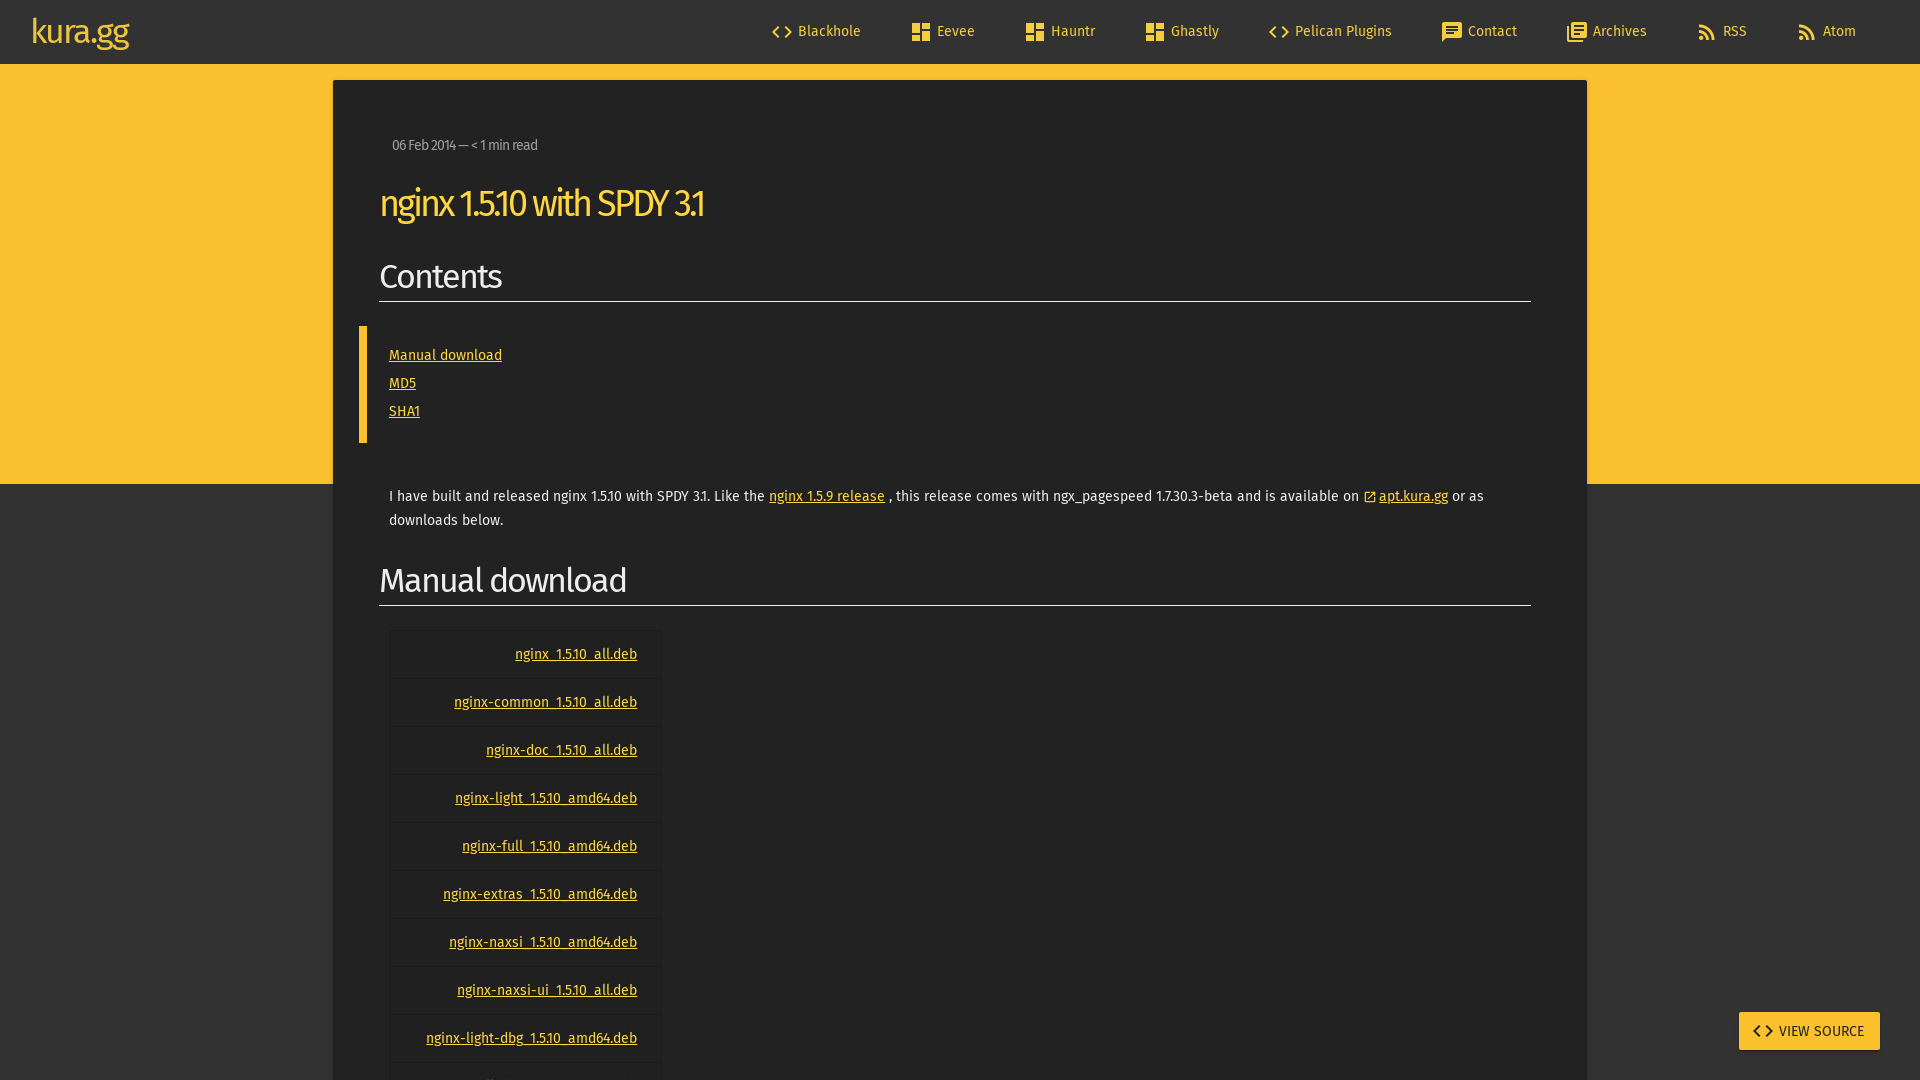 kura.gg
Blackhole
Eevee
Hauntr
Ghastly
Pelican Plugins
Contact
Archives
RSS
Atom
06 Feb 2014 — < 1 min read
nginx 1.5.10 with SPDY 3.1
Contents
Manual download
MD5
SHA1
I have built and released nginx 1.5.10 with SPDY 3.1. Like the nginx 1.5.9 release , this release comes with ngx_pagespeed 1.7.30.3-beta and is available on apt.kura.gg or as
downloads below.
Manual download
nginx_1.5.10_all.deb
nginx-common_1.5.10_all.deb
nginx-doc_1.5.10_all.deb
nginx-light_1.5.10_amd64.deb
nginx-full_1.5.10_amd64.deb
nginx-extras_1.5.10_amd64.deb
nginx-naxsi_1.5.10_amd64.deb
nginx-naxsi-ui_1.5.10_all.deb
nginx-light-dbg_1.5.10_amd64.deb
VIEW SOURCE